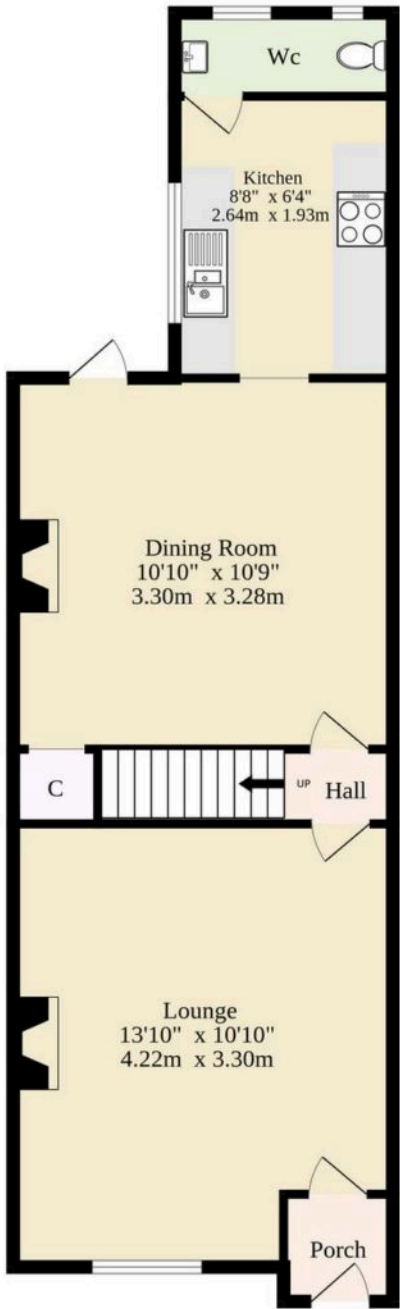 Wc
Kitchen
8'8" x 6'4"
2.64m x 1.93m
Dining Room
10'10" x 10'9"
3.30m x 3.28m
C
UP
Hall
Lounge
13'10" x 10'10"
4.22m x 3.30m
Porch